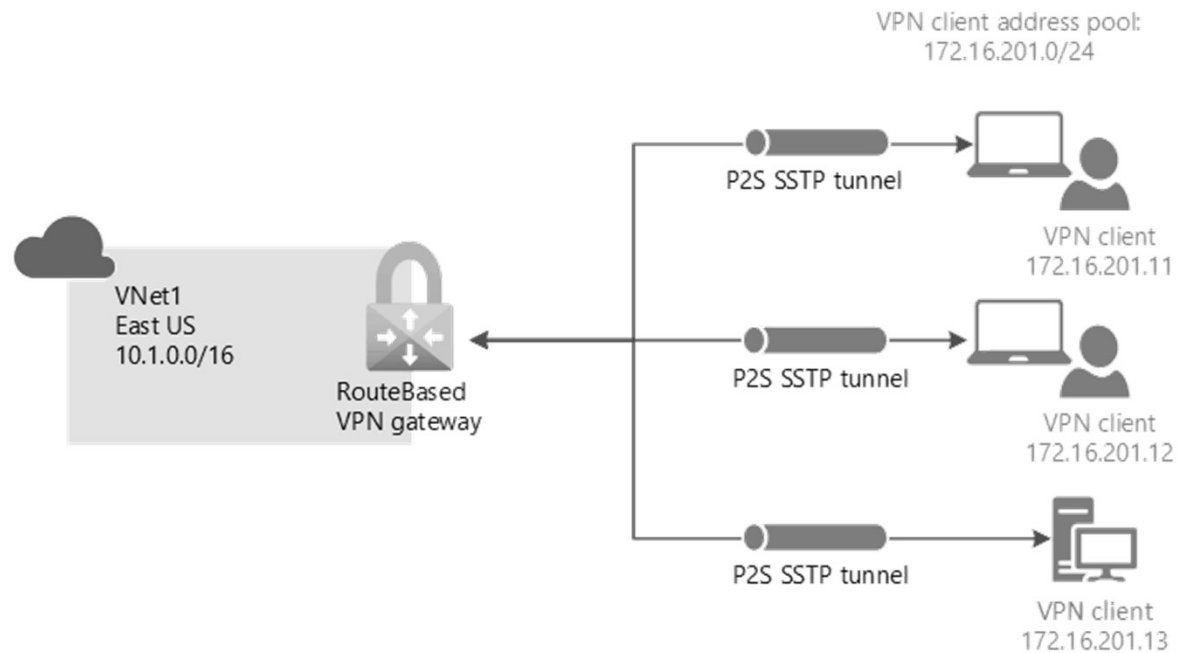 VPN client address pool:
172.16.201.0/24
P2S SSTP tunnel
VPN client
172.16.201.11
VNet1
East US
10.1.0.0/16
RouteBased
VPN gateway
P2S SSTP tunnel
VPN client
172.16.201.12
P2S SSTP tunnel
VPN client
172.16.201.13